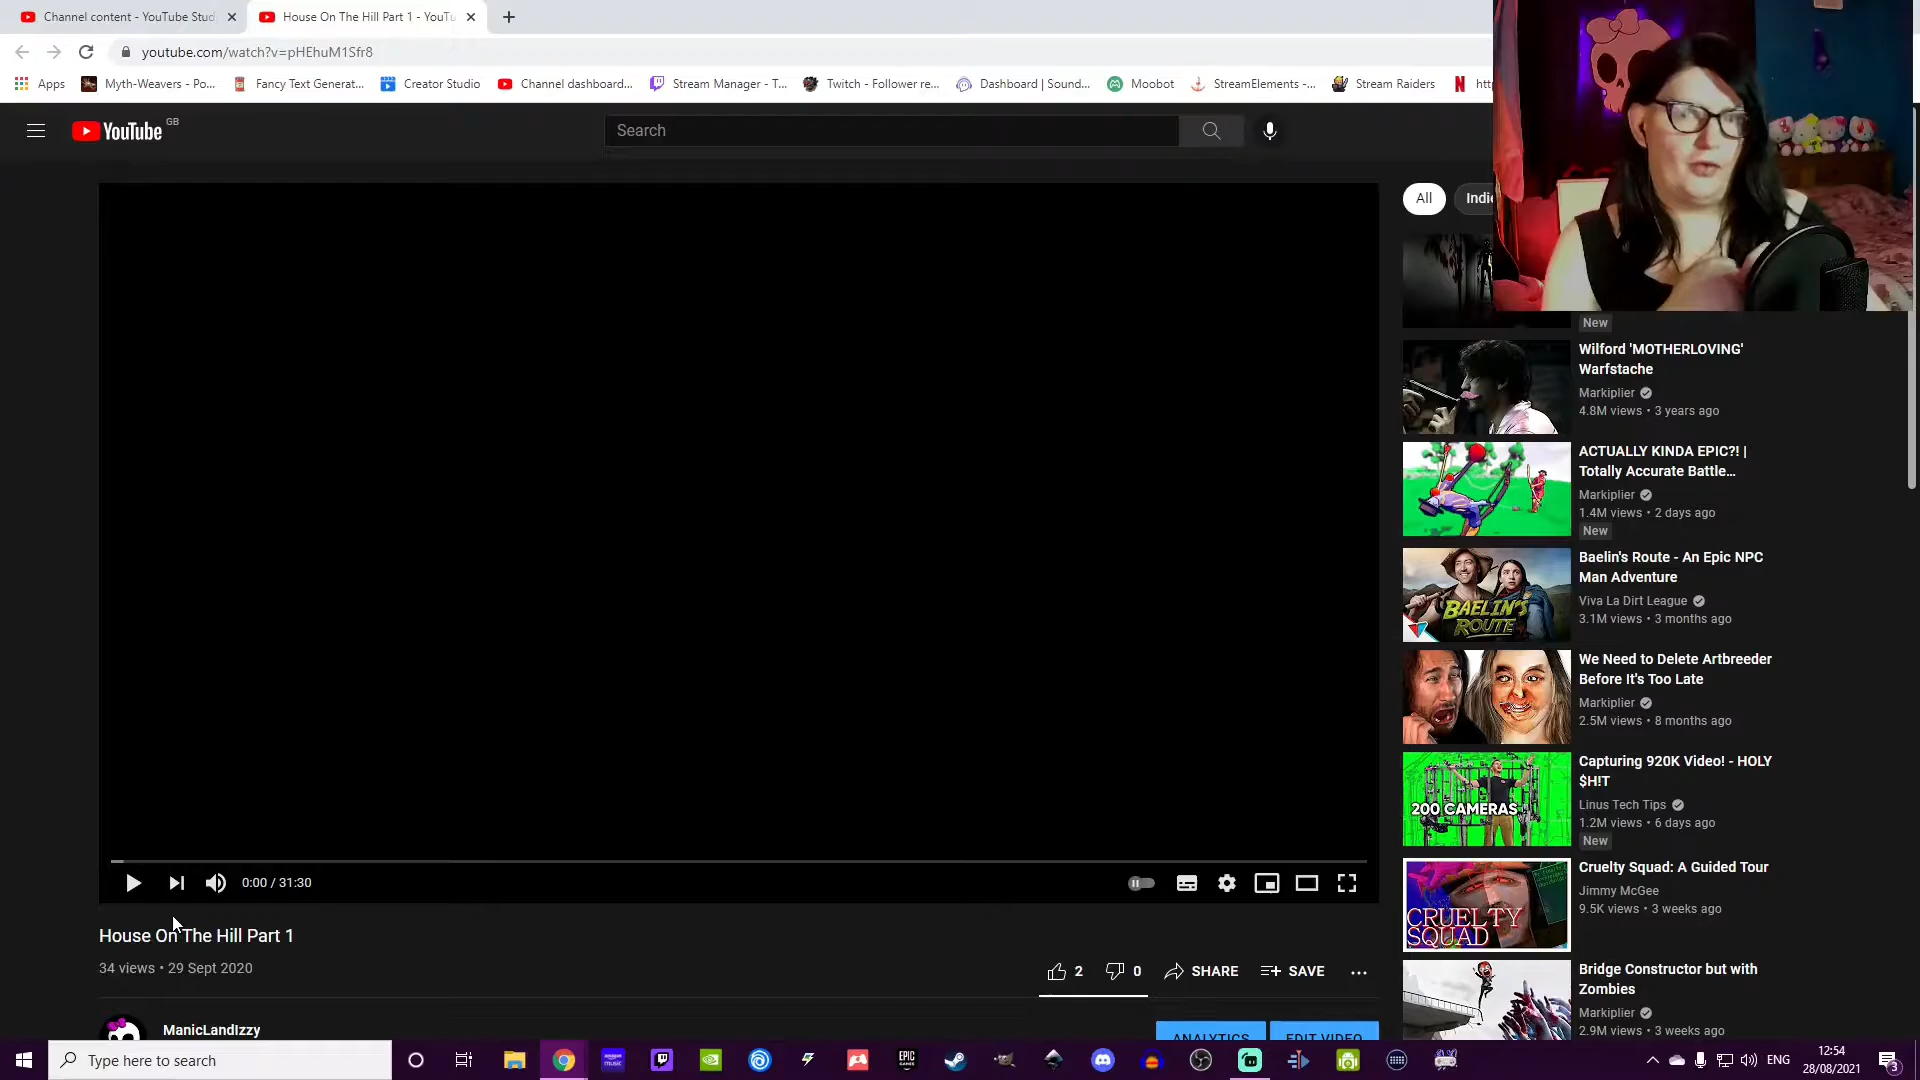 Channel content - YouTube Stud
House On The Hill Part 1 - YouTu
youtube.com/watch?v=pHEhuM1Sfr8
Apps
Myth-Weavers - Po...
Fancy Text Generat...
Creator Studio
Channel dashboard...
Stream Manager - T...
Twitch - Follower re...
Dashboard | Sound...
Moobot
StreamElements -...
Stream Raiders
YouTube GB
Search
All
Indie
New
Wilford 'MOTHERLOVING'
Warfstache
Markiplier
4.8M views • 3 years ago
ACTUALLY KINDA EPIC?! |
Totally Accurate Battle...
Markiplier
1.4M views • 2 days ago
New
BAELIN'S
ROUTE
Baelin's Route - An Epic NPC
Man Adventure
Viva La Dirt League
3.1M views • 3 months ago
We Need to Delete Artbreeder
Before It's Too Late
Markiplier
2.5M views • 8 months ago
200 CAMERAS
Capturing 920K Video! - HOLY
$H!T
Linus Tech Tips
1.2M views • 6 days ago
New
CRUELTY
SQUAD
Cruelty Squad: A Guided Tour
Jimmy McGee
9.5K views • 3 weeks ago
Bridge Constructor but with
Zombies
Markiplier
2.9M views • 3 weeks ago
0:00 / 31:30
House On The Hill Part 1
34 views • 29 Sept 2020
2
0
SHARE
SAVE
ManicLandIzzy
ANALYTICS
EDIT VIDEO
Type here to search
EPIC
GAMES
ENG
12:54
28/08/2021
3